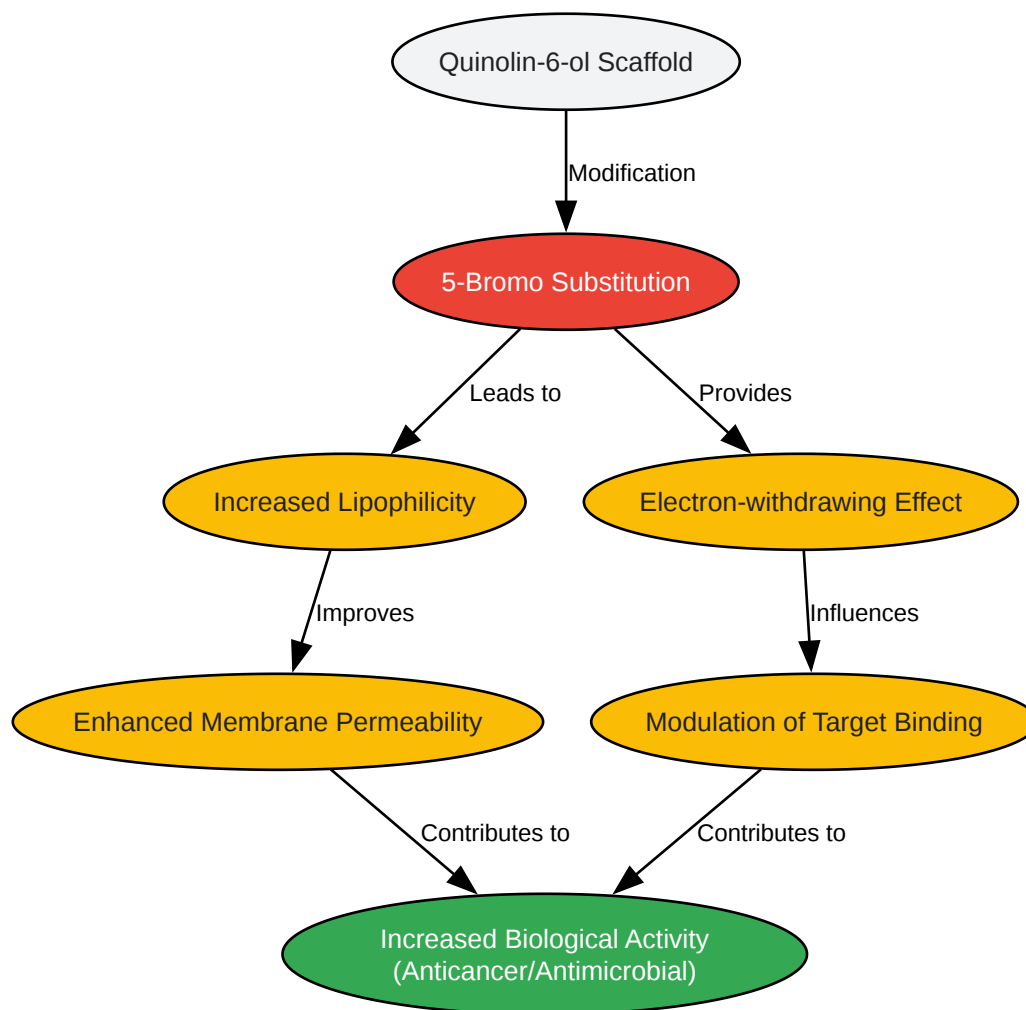 Quinolin-6-ol Scaffold
Modification
5-Bromo Substitution
Leads to
Provides
Increased Lipophilicity
Electron-withdrawing Effect
Improves
Influences
Enhanced Membrane Permeability
Modulation of Target Binding
Contributes to
Contributes to
Increased Biological Activity
(Anticancer/Antimicrobial)